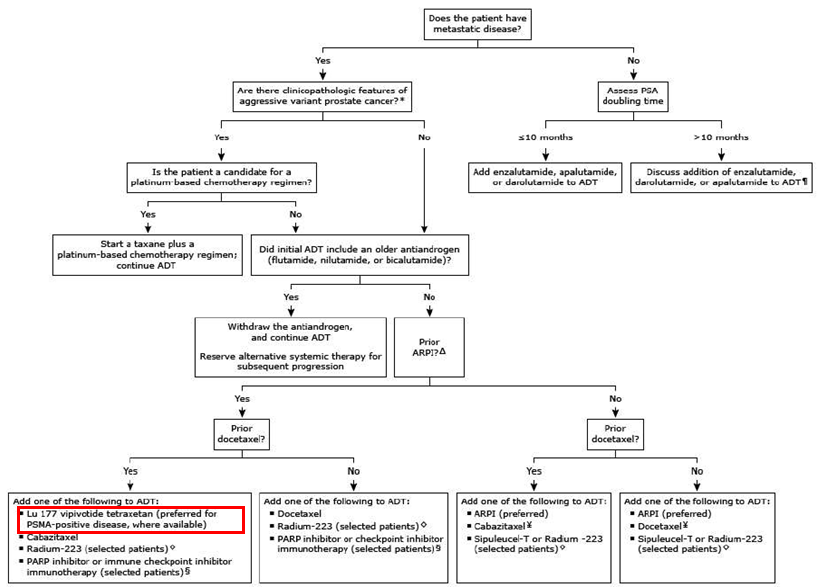 Does the patient have
metastatic disease?
Yes
No
Are there clinicopathologic features of
aggressive variant prostate cancer?*
Assess PSA
doubling time
Yes
No
≤10 months
>10 months
Is the patient a candidate for a
platinum-based chemotherapy regimen?
Add enzalutamide, apalutamide,
or darolutamide to ADT
Discuss addition of enzalutamide,
darolutamide, or apalutamide to ADT¶
Yes
No
Start a taxane plus a
platinum-based chemotherapy regimen;
continue ADT
Did initial ADT include an older antiandrogen
(flutamide, nilutamide, or bicalutamide)?
Yes
No
Withdraw the antiandrogen,
and continue ADT
Reserve alternative systemic therapy for
subsequent progression
Prior
ARPI?Δ
Yes
No
Prior
docetaxel?
Prior
docetaxel?
Yes
No
Yes
No
Add one of the following to ADT:
▪ Lu 177 vipivotide tetraxetan (preferred for
PSMA-positive disease, where available)
▪ Cabazitaxel
▪ Radium-223 (selected patients)◊
▪ PARP inhibitor or immune checkpoint inhibitor
immunotherapy (selected patients)§
Add one of the following to ADT:
▪ Docetaxel
▪ Radium-223 (selected patients)◊
▪ PARP inhibitor or checkpoint inhibitor
immunotherapy (selected patients)§
Add one of the following to ADT:
▪ ARPI (preferred)
▪ Cabazitaxel¥
▪ Sipuleucel-T or Radium -223
(selected patients)◊
Add one of the following to ADT:
▪ ARPI (preferred)
▪ Docetaxel¥
▪ Sipuleucel-T or Radium-223
(selected patients)◊